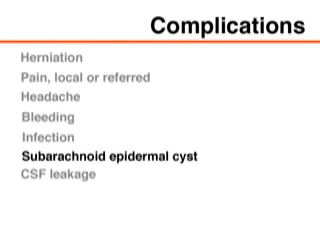 Complications
Herniation
Pain, local or referred
Headache
Bleeding
Infection
Subarachnoid epidermal cyst
CSF leakage